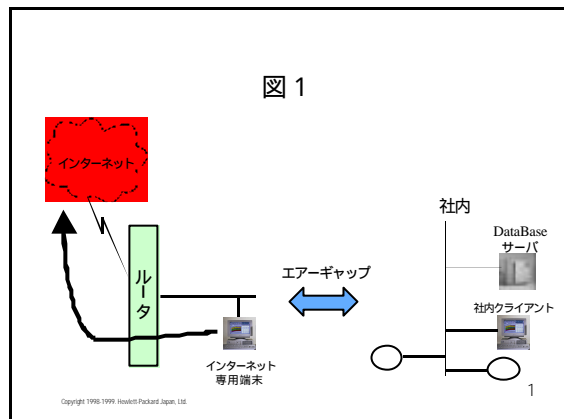 図 1
インターネット
ルータ
インターネット
専用端末
エアーギャップ
社内
DataBase
サーバ
社内クライアント
Copyright 1998-1999. Hewlett-Packard Japan, Ltd.
1